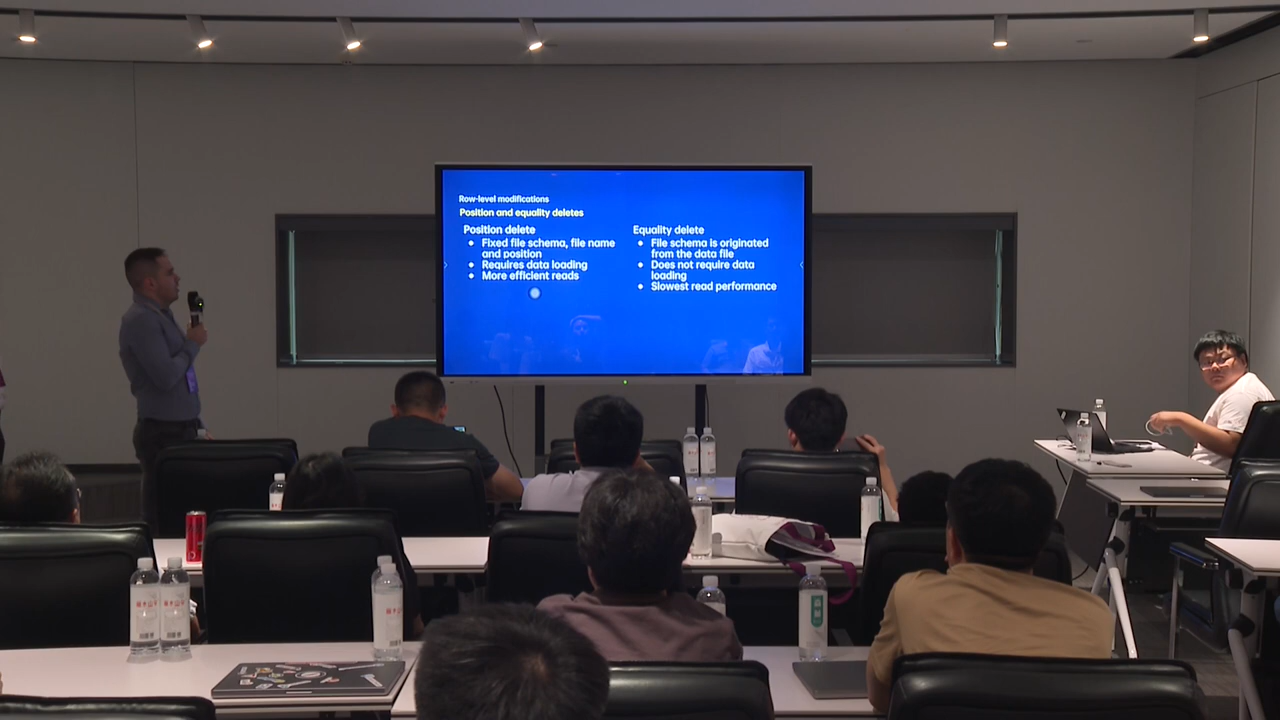 Row-level modifications
Position and equality deletes
Position delete
● Fixed file schema, file name
and position
● Requires data loading
● More efficient reads
Equality delete
● File schema is originated
from the data file
● Does not require data
loading
● Slowest read performance